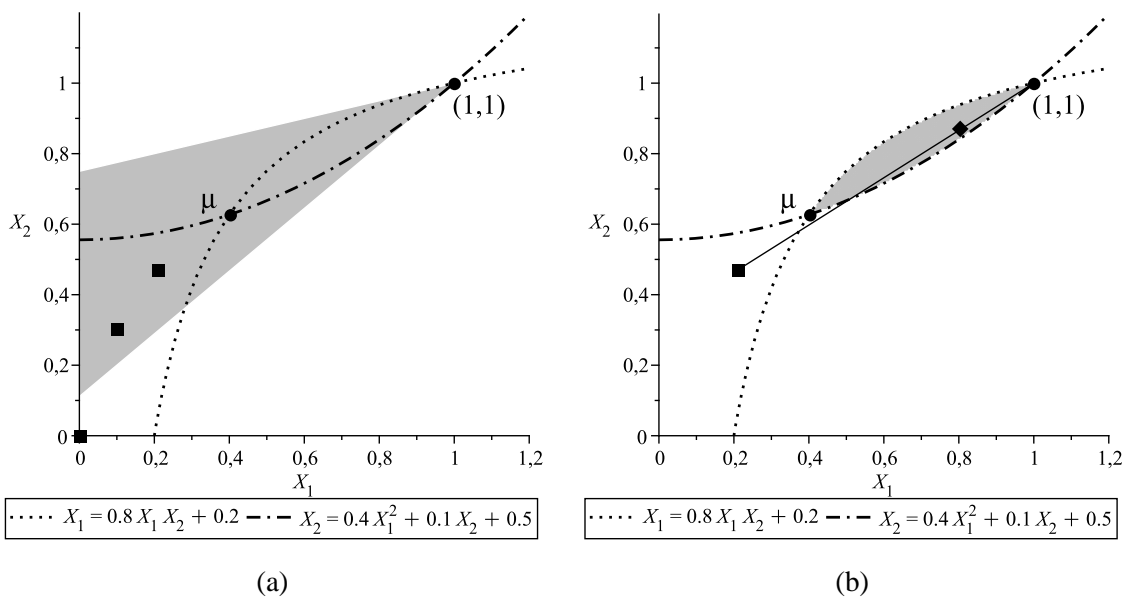 1
0,8
0,6
0,4
0,2
0
X₂
0 0,2 0,4 0,6 0,8 1 1,2
X₁
μ
(1,1)
X₁ = 0.8 X₁ X₂ + 0.2 X₂ = 0.4 X₁² + 0.1 X₂ + 0.5
(a)
1
0,8
0,6
0,4
0,2
0
X₂
0 0,2 0,4 0,6 0,8 1 1,2
X₁
μ
(1,1)
X₁ = 0.8 X₁ X₂ + 0.2 X₂ = 0.4 X₁² + 0.1 X₂ + 0.5
(b)